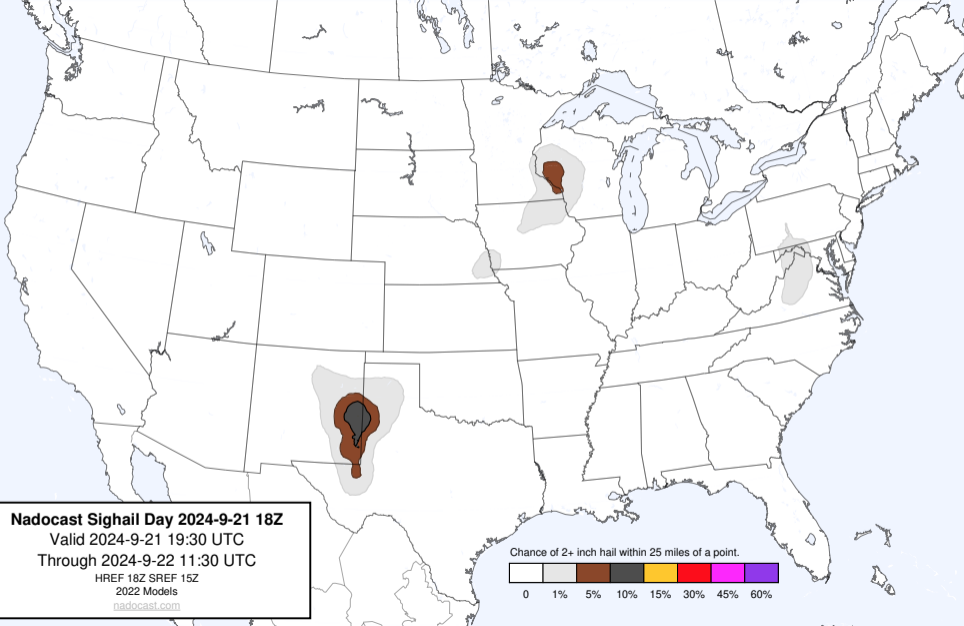 Nadocast Sighail Day 2024-9-21 18Z
Valid 2024-9-21 19:30 UTC
Through 2024-9-22 11:30 UTC
HREF 18Z SREF 15Z
2022 Models
nadocast.com
Chance of 2+ inch hail within 25 miles of a point.
0 1% 5% 10% 15% 30% 45% 60%